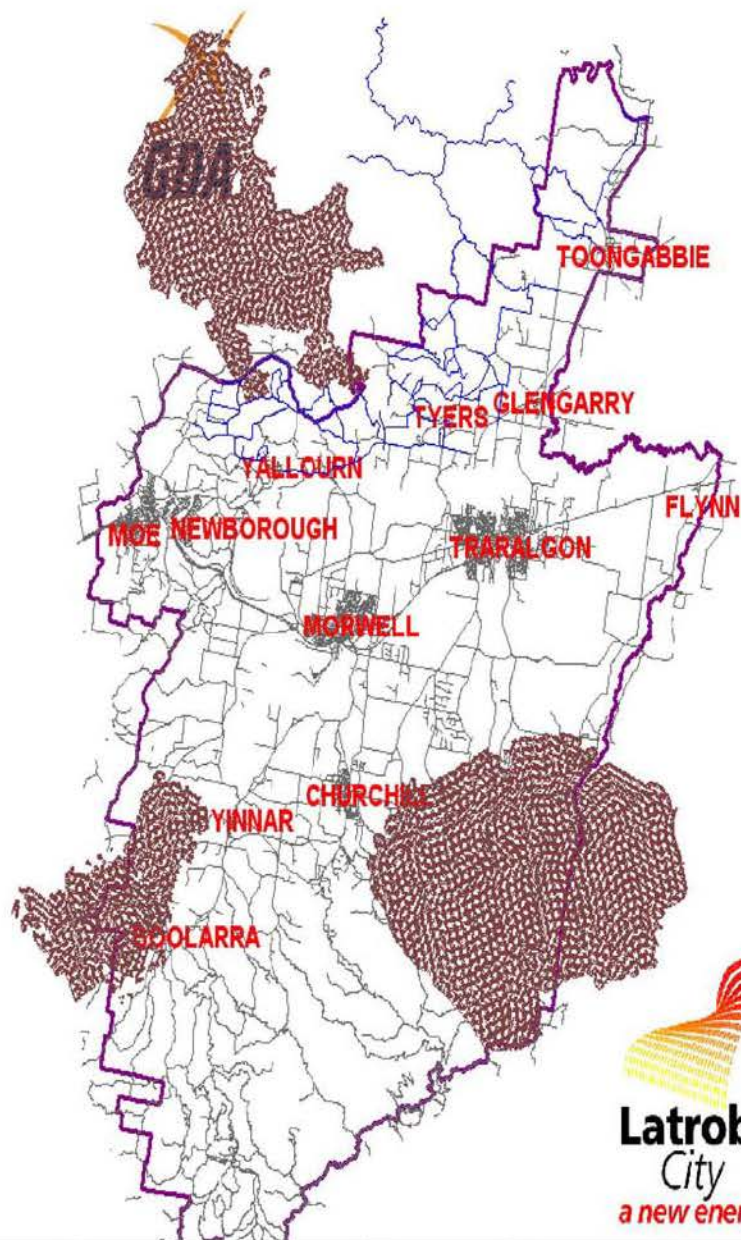 GDA
TOONGABBIE
GLENGARRY
TYERS
YALLOURN
FLYNN
NEWBOROUGH
MOE
TRARALGON
MORWELL
CHURCHILL
YINNAR
BOOLARRA
Latrob
City
a new ener